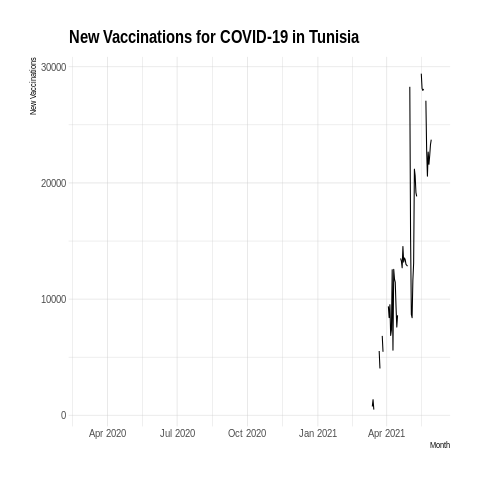 New Vaccinations for COVID-19 in Tunisia
New Vaccinations
30000
20000
10000
0
Apr 2020 Jul 2020 Oct 2020 Jan 2021 Apr 2021
Month